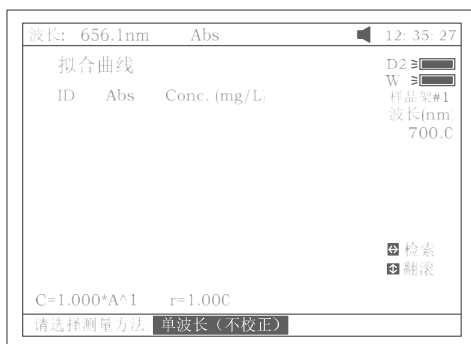 波长: 656.1nm Abs 12: 35: 27
拟合曲线
ID Abs Conc. (mg/L)
D2
W
样品架#1
波长(nm)
700.0
检索
翻滚
C=1.000*A^1 r=1.000
请选择测量方法: 单波长（不校正）